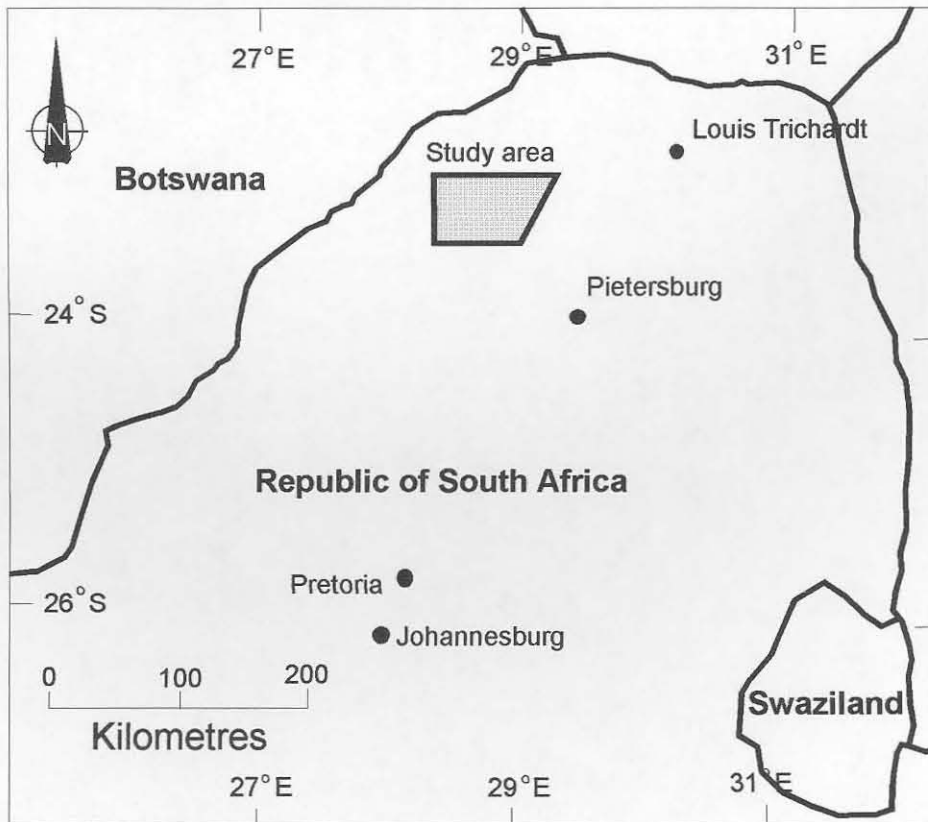 27°E
29°E
31°E
N
Louis Trichardt
Study area
Botswana
Pietersburg
24°S
Republic of South Africa
Pretoria
26°S
Johannesburg
0 100 200
Kilometres
Swaziland
27°E
29°E
31°E